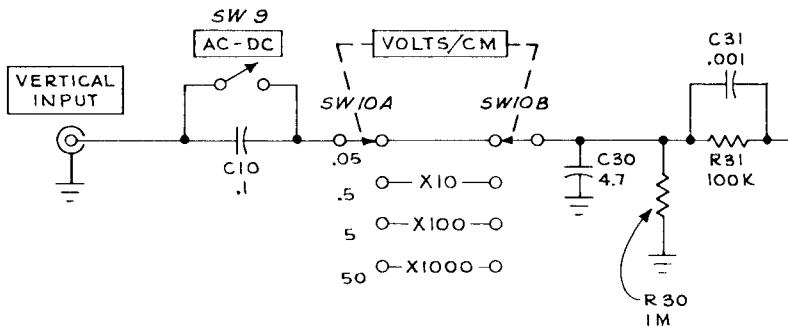 SW 9
AC-DC
VOLTS/CM
C31
.001
VERTICAL
INPUT
SW10A
SW10B
C10
.1
.05
C30
4.7
R31
100K
.5
X10
5
X100
50
X1000
R30
1M